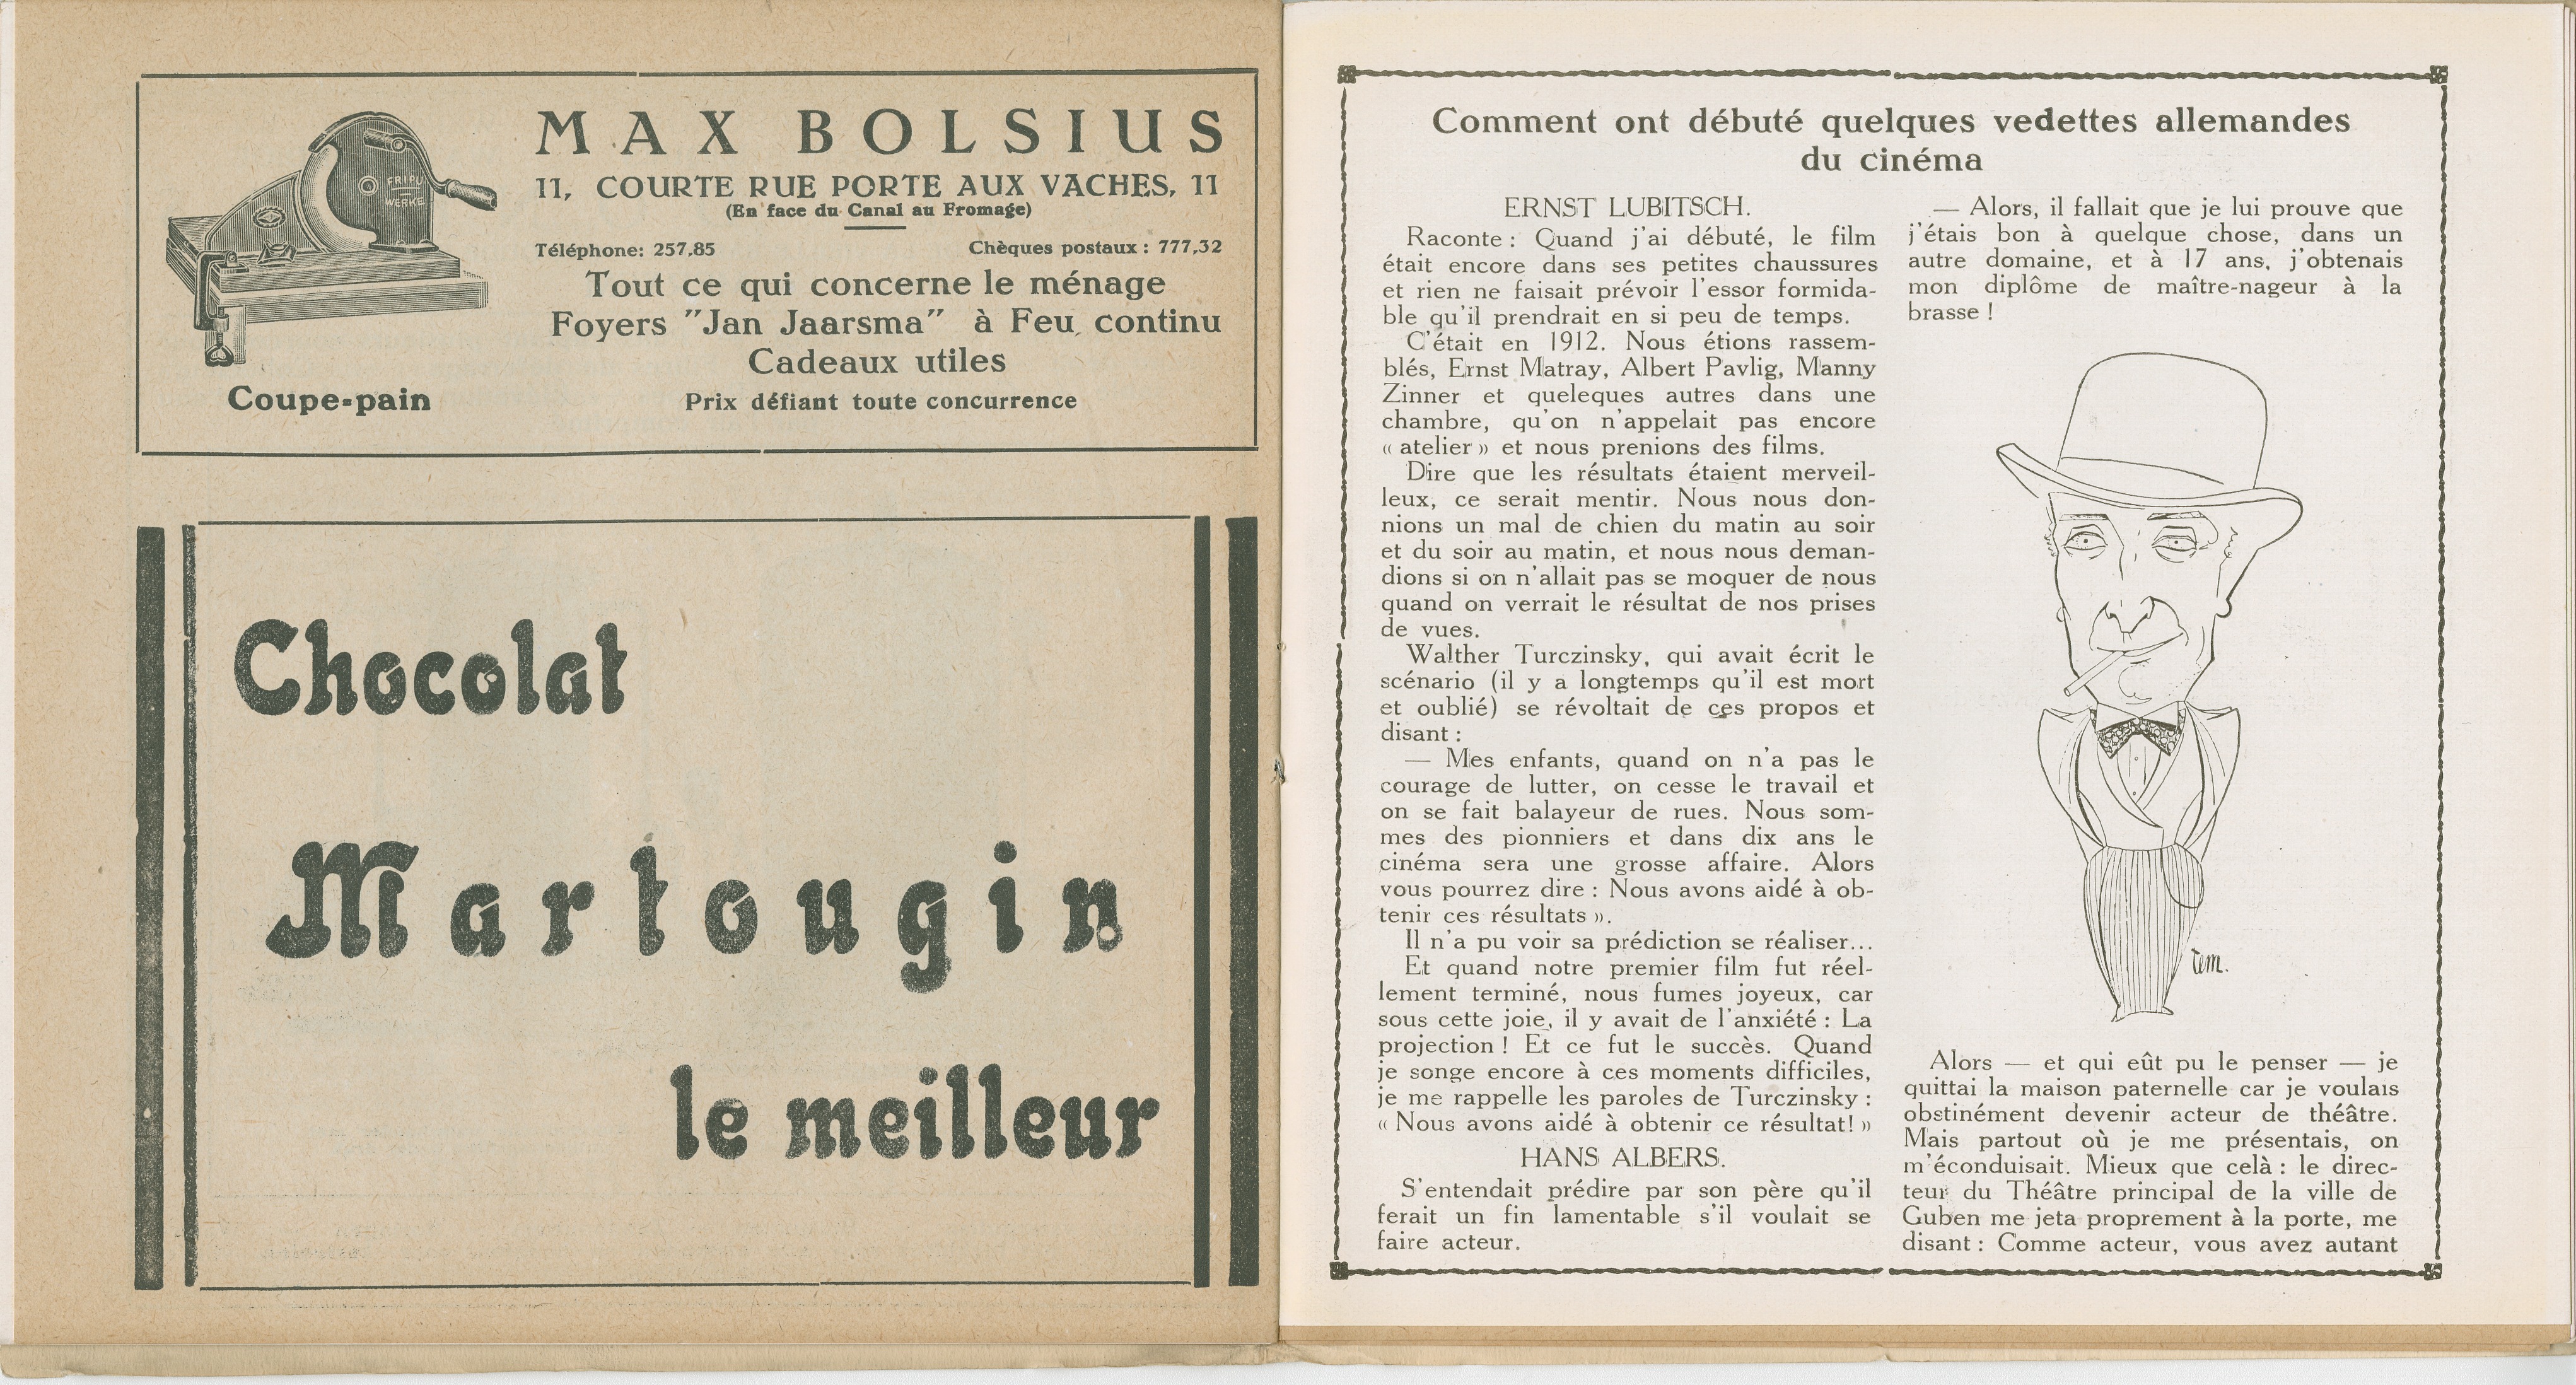 FRIPU
WERKE
Coupe-pain
MAX BOLSIUS
11, COURTE RUE PORTE AUX VACHES, 11
(En face du Canal au Fromage)
Téléphone: 257,85 Chèques postaux : 777,32
Tout ce qui concerne le ménage
Foyers "Jan Jaarsma" à Feu continu
Cadeaux utiles
Prix défiant toute concurrence
Chocolat
Martougin
le meilleur
Comment ont débuté quelques vedettes allemandes
du cinéma
ERNST LUBITSCH.
Raconte : Quand j'ai débuté, le film
était encore dans ses petites chaussures
et rien ne faisait prévoir l'essor formida-
ble qu'il prendrait en si peu de temps.
C'était en 1912. Nous étions rassem-
blés, Ernst Matray, Albert Pavlig, Manny
Zinner et queleques autres dans une
chambre, qu'on n'appelait pas encore
« atelier » et nous prenions des films.
Dire que les résultats étaient merveil-
leux, ce serait mentir. Nous nous don-
nions un mal de chien du matin au soir
et du soir au matin, et nous nous deman-
dions si on n'allait pas se moquer de nous
quand on verrait le résultat de nos prises
de vues.
Walther Turczinsky, qui avait écrit le
scénario (il y a longtemps qu'il est mort
et oublié) se révoltait de ces propos et
disant :
— Mes enfants, quand on n'a pas le
courage de lutter, on cesse le travail et
on se fait balayeur de rues. Nous som-
mes des pionniers et dans dix ans le
cinéma sera une grosse affaire. Alors
vous pourrez dire : Nous avons aidé à ob-
tenir ces résultats ».
Il n'a pu voir sa prédiction se réaliser...
Et quand notre premier film fut réel-
lement terminé, nous fumes joyeux, car
sous cette joie, il y avait de l'anxiété : La
projection ! Et ce fut le succès. Quand
je songe encore à ces moments difficiles,
je me rappelle les paroles de Turczinsky :
« Nous avons aidé à obtenir ce résultat! »
HANS ALBERS.
S'entendait prédire par son père qu'il
ferait un fin lamentable s'il voulait se
faire acteur.
— Alors, il fallait que je lui prouve que
j'étais bon à quelque chose, dans un
autre domaine, et à 17 ans, j'obtenais
mon diplôme de maître-nageur à la
brasse !
tem.
Alors — et qui eût pu le penser — je
quittai la maison paternelle car je voulais
obstinément devenir acteur de théâtre.
Mais partout où je me présentais, on
m'éconduisait. Mieux que celà : le direc-
teur du Théâtre principal de la ville de
Guben me jeta proprement à la porte, me
disant : Comme acteur, vous avez autant